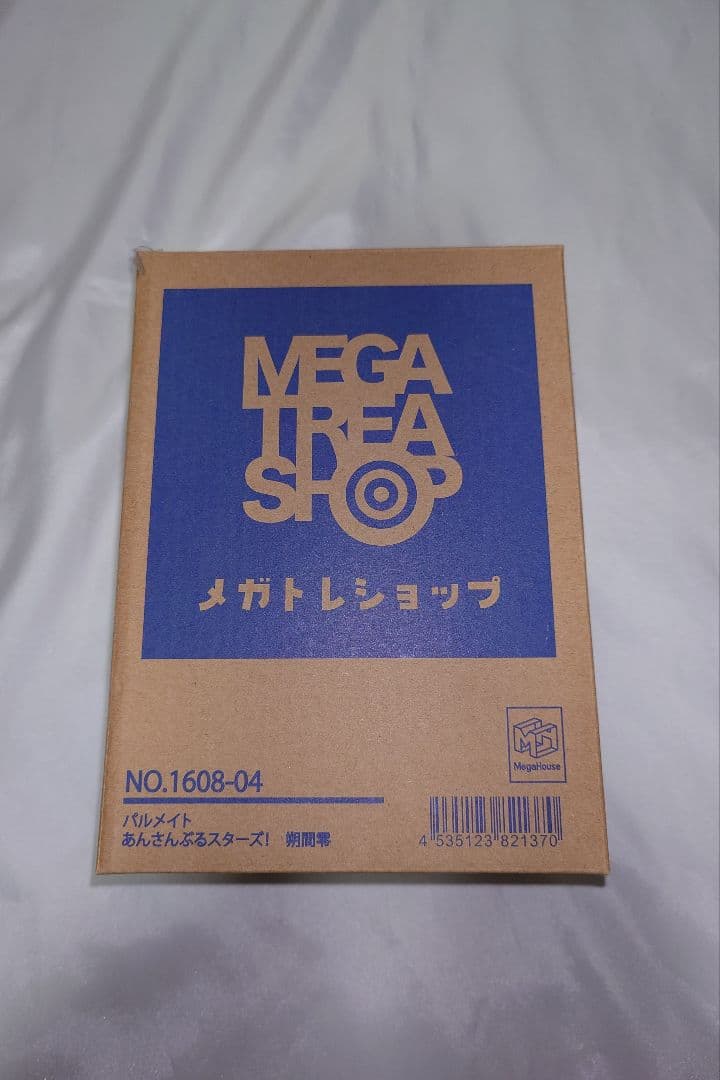 MEGA
TREA
SHOP
メガトレショップ
MegaHouse
NO.1608-04
パルメイト
あんさんぶるスターズ! 朔間零
4 535123 821370